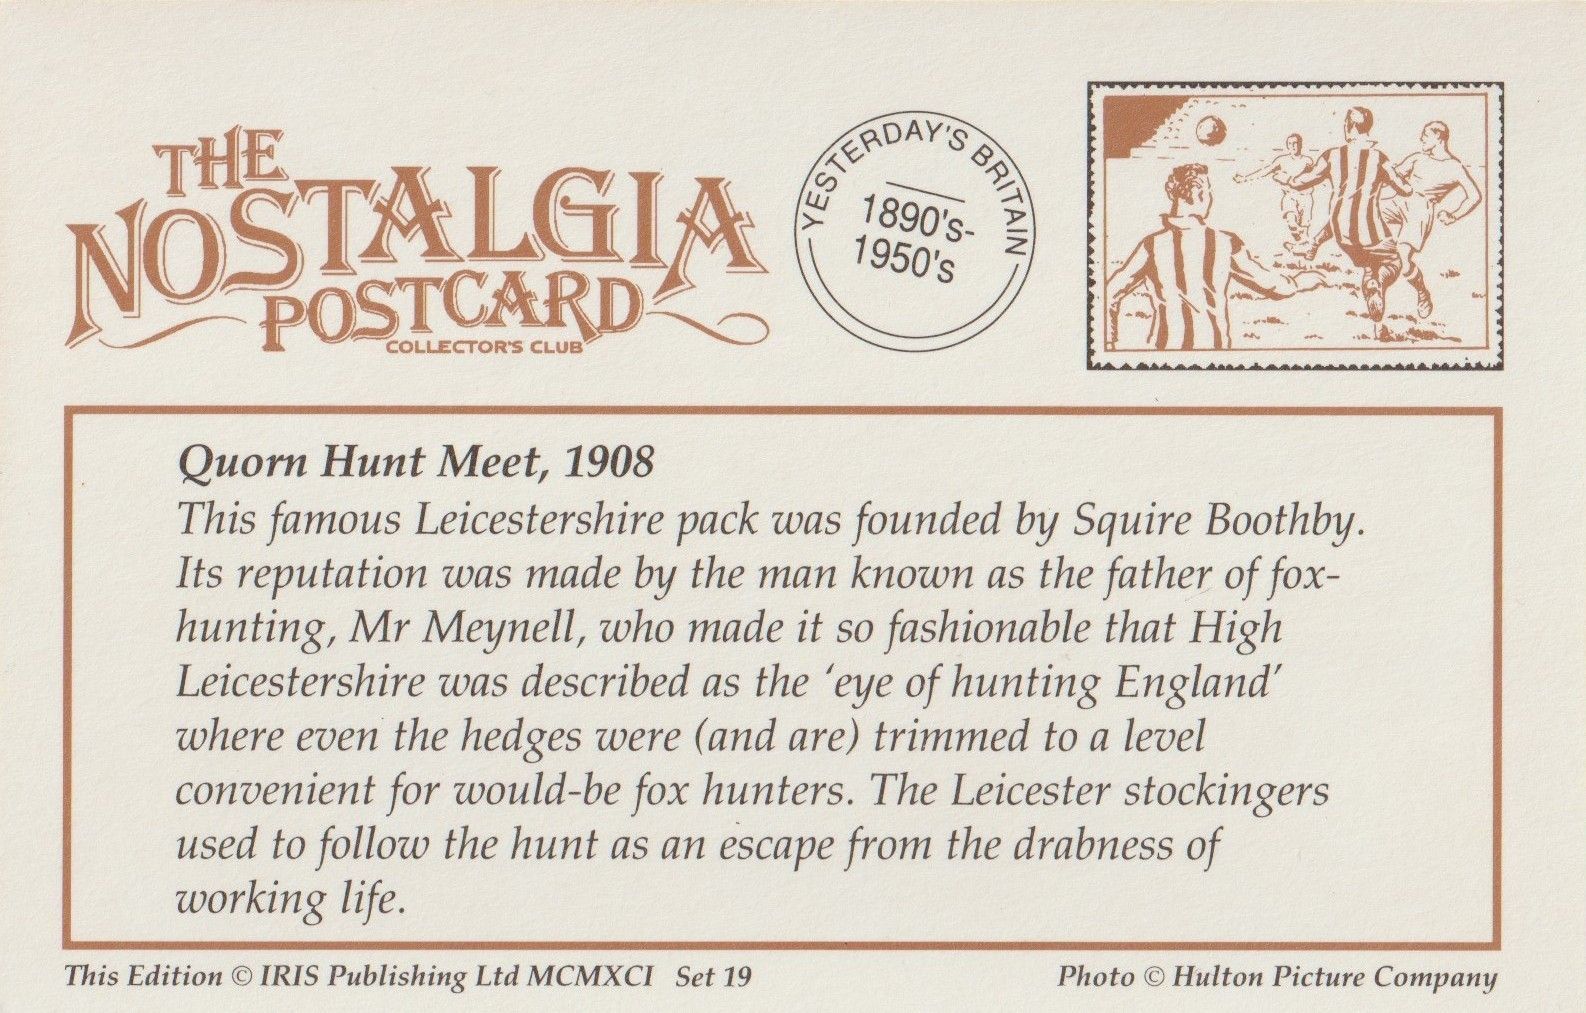 THE
NOSTALGIA
POSTCARD
COLLECTOR'S CLUB
YESTERDAY'S BRITAIN
1890's-
1950's
Quorn Hunt Meet, 1908
This famous Leicestershire pack was founded by Squire Boothby.
Its reputation was made by the man known as the father of fox-
hunting, Mr Meynell, who made it so fashionable that High
Leicestershire was described as the ‘eye of hunting England’
where even the hedges were (and are) trimmed to a level
convenient for would-be fox hunters. The Leicester stockingers
used to follow the hunt as an escape from the drabness of
working life.
This Edition © IRIS Publishing Ltd MCMXCI Set 19
Photo © Hulton Picture Company